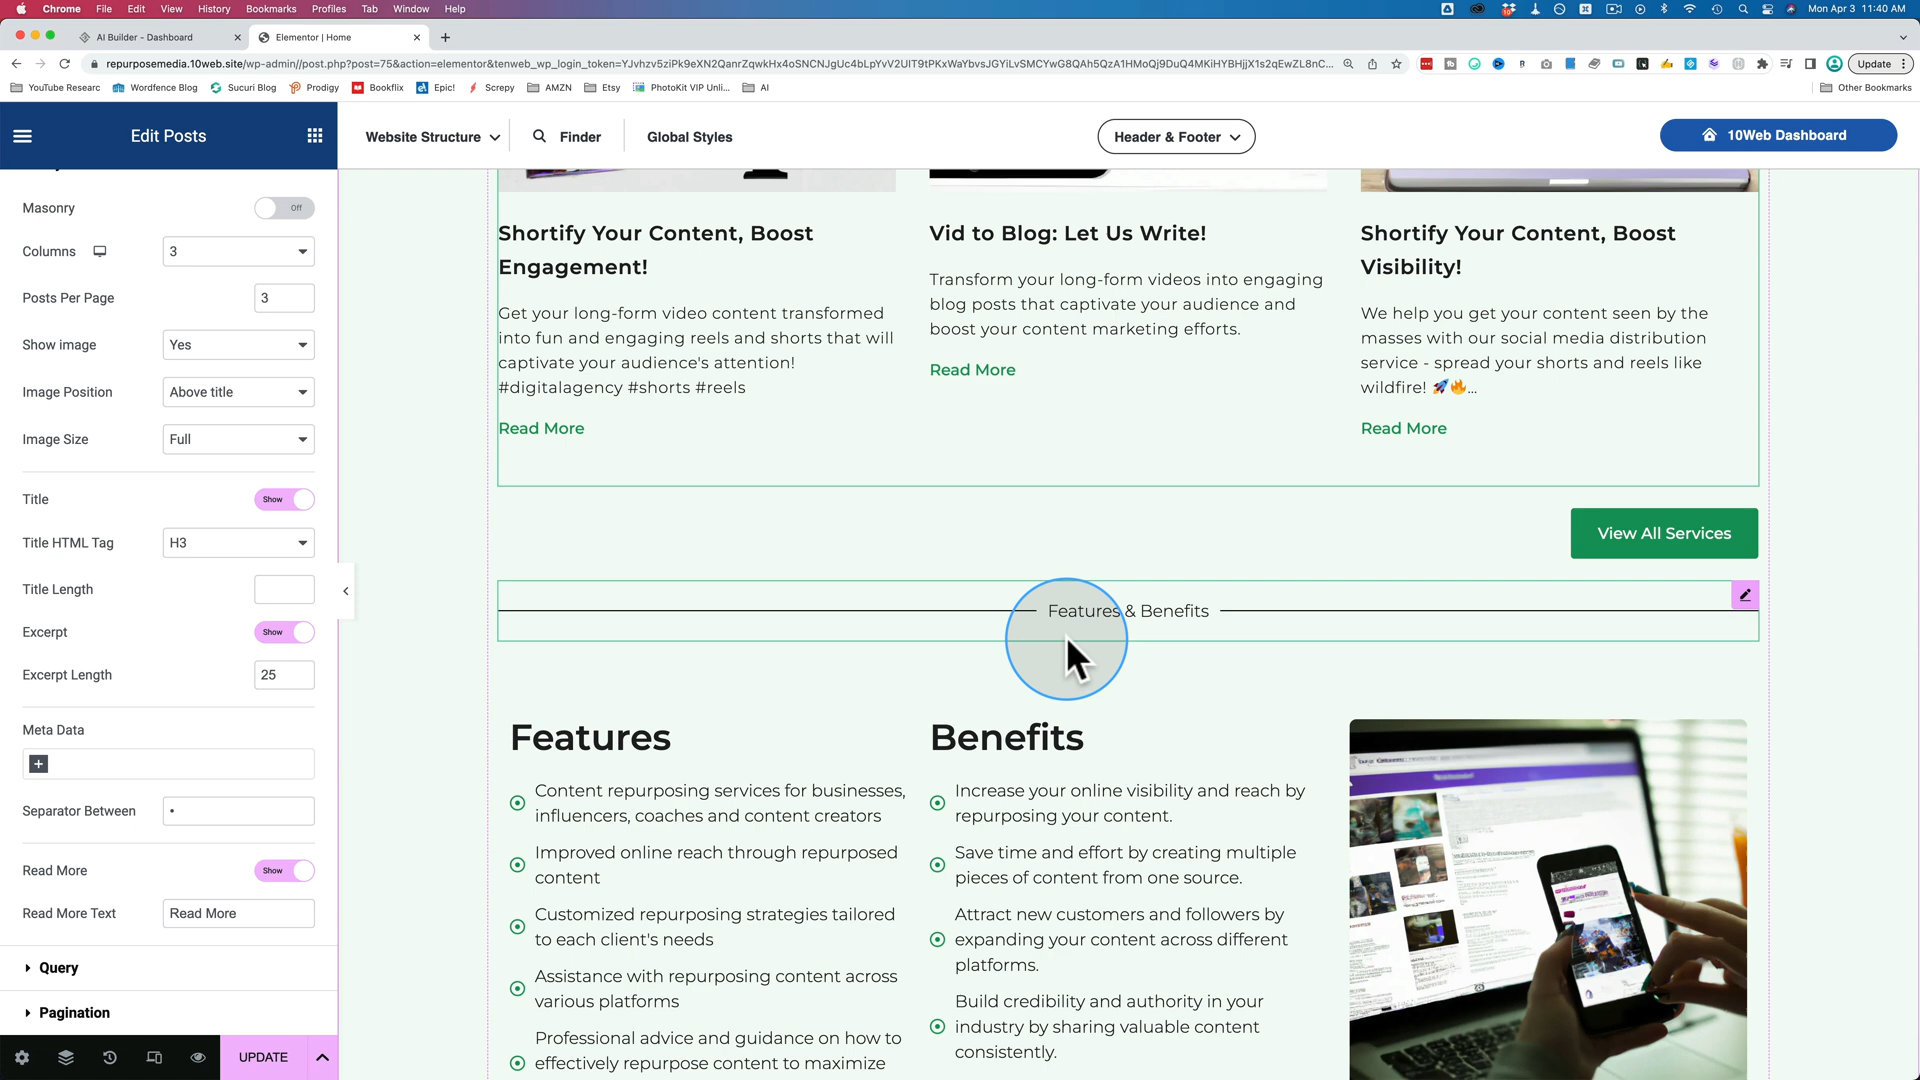 Chrome File Edit View History Bookmarks Profiles Tab Window Help
Mon Apr 3 11:40 AM
AI Builder - Dashboard
Elementor | Home
repurposemedia.10web.site/wp-admin//post.php?post=75&action=elementor&tenweb_wp_login_token=
Update
YouTube Researc Wordfence Blog Sucuri Blog Prodigy Bookflix Epic! Screpy AMZN Etsy PhotoKit VIP Unli... AI Other Bookmarks
Edit Posts
Website Structure Finder Global Styles
Header & Footer
10Web Dashboard
Masonry Off
Columns 3
Posts Per Page 3
Show image Yes
Image Position Above title
Image Size Full
Title Show
Title HTML Tag H3
Title Length
Excerpt Show
Excerpt Length 25
Meta Data
Separator Between •
Read More Show
Read More Text Read More
Query
Pagination
UPDATE
Shortify Your Content, Boost
Engagement!
Get your long-form video content transformed
into fun and engaging reels and shorts that will
captivate your audience's attention!
#digitalagency #shorts #reels
Read More
Vid to Blog: Let Us Write!
Transform your long-form videos into engaging
blog posts that captivate your audience and
boost your content marketing efforts.
Read More
Shortify Your Content, Boost
Visibility!
We help you get your content seen by the
masses with our social media distribution
service - spread your shorts and reels like
wildfire! 🚀🔥...
Read More
View All Services
Features & Benefits
Features
Content repurposing services for businesses,
influencers, coaches and content creators
Improved online reach through repurposed
content
Customized repurposing strategies tailored
to each client's needs
Assistance with repurposing content across
various platforms
Professional advice and guidance on how to
effectively repurpose content to maximize
Benefits
Increase your online visibility and reach by
repurposing your content.
Save time and effort by creating multiple
pieces of content from one source.
Attract new customers and followers by
expanding your content across different
platforms.
Build credibility and authority in your
industry by sharing valuable content
consistently.